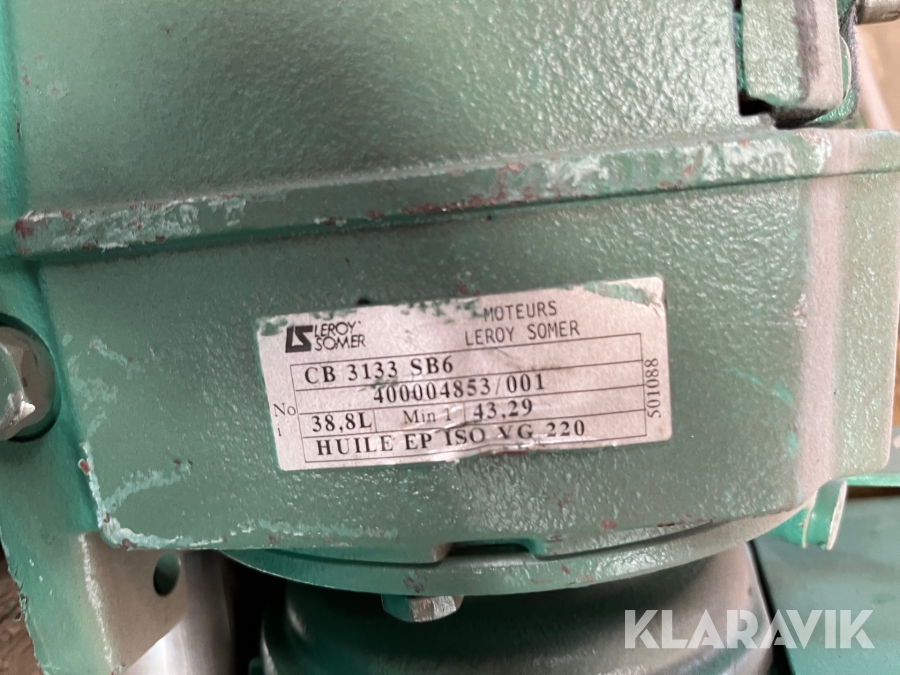 LS LEROY SOMER
MOTEURS
LEROY SOMER
CB 3133 SB6
No 400004853/001
i 38,8L Min 1 43,29
HUILE EP ISO VG 220
501088
KLARAVIK